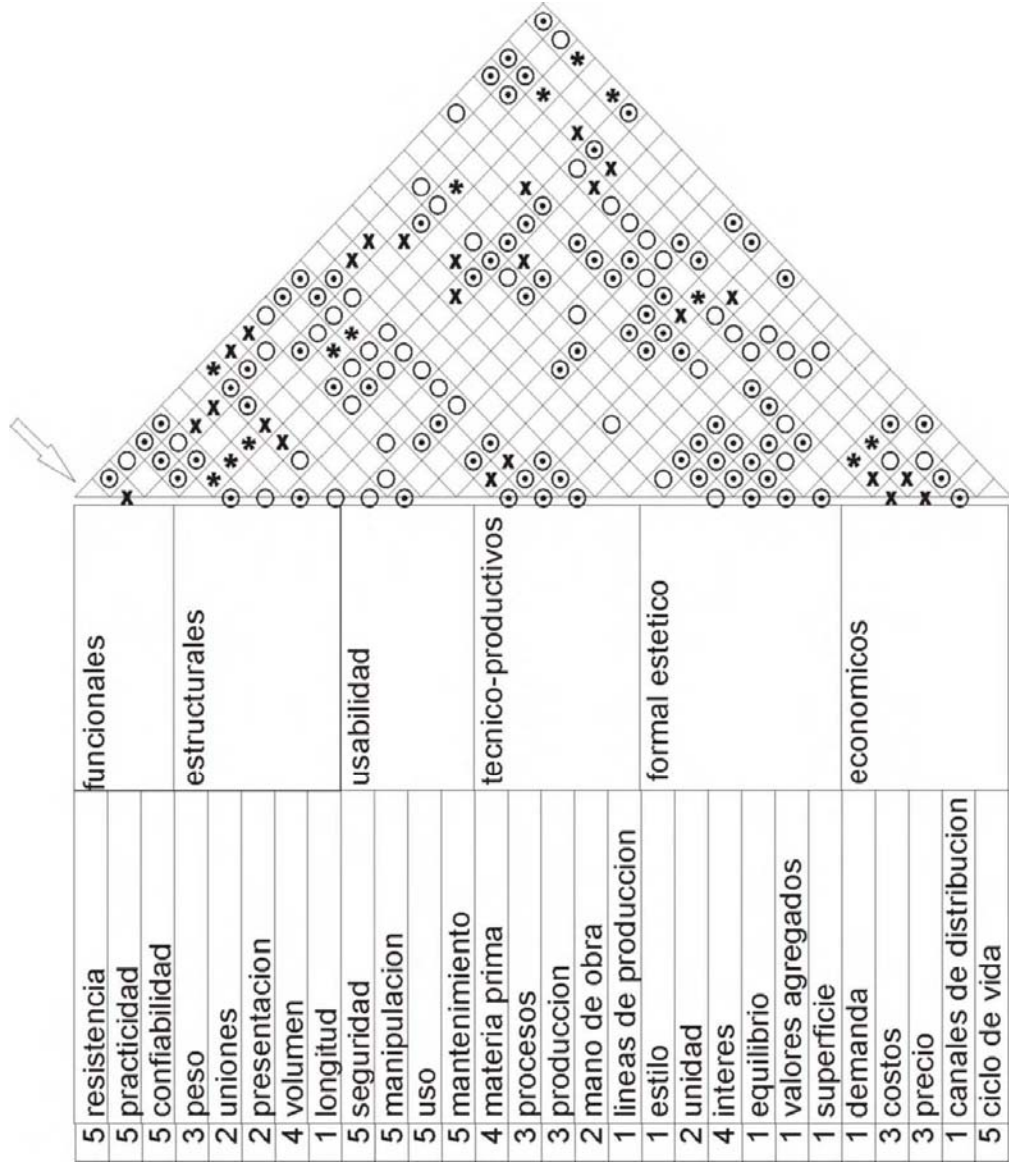 funcionales
estructurales
usabilidad
tecnico-productivos
formal estetico
economicos
5 resistencia
5 practicidad
5 confiabilidad
3 peso
2 uniones
2 presentacion
4 volumen
1 longitud
5 seguridad
5 manipulacion
5 uso
5 mantenimiento
4 materia prima
3 procesos
3 produccion
2 mano de obra
1 lineas de produccion
1 estilo
2 unidad
4 interes
1 equilibrio
1 valores agregados
1 superficie
1 demanda
3 costos
3 precio
1 canales de distribucion
5 ciclo de vida